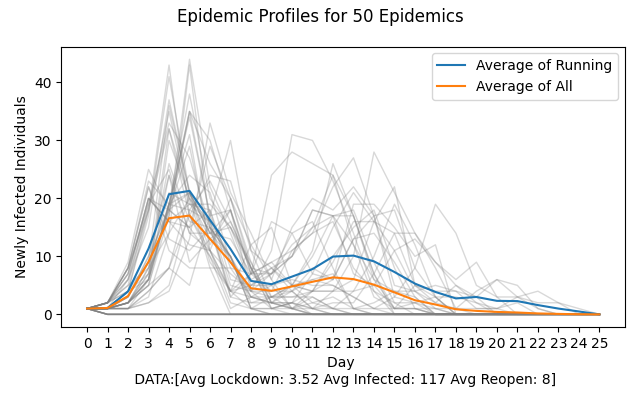 Epidemic Profiles for 50 Epidemics
Average of Running
Average of All
Newly Infected Individuals
40
30
20
10
0
0 1 2 3 4 5 6 7 8 9 10 11 12 13 14 15 16 17 18 19 20 21 22 23 24 25
Day
DATA:[Avg Lockdown: 3.52 Avg Infected: 117 Avg Reopen: 8]